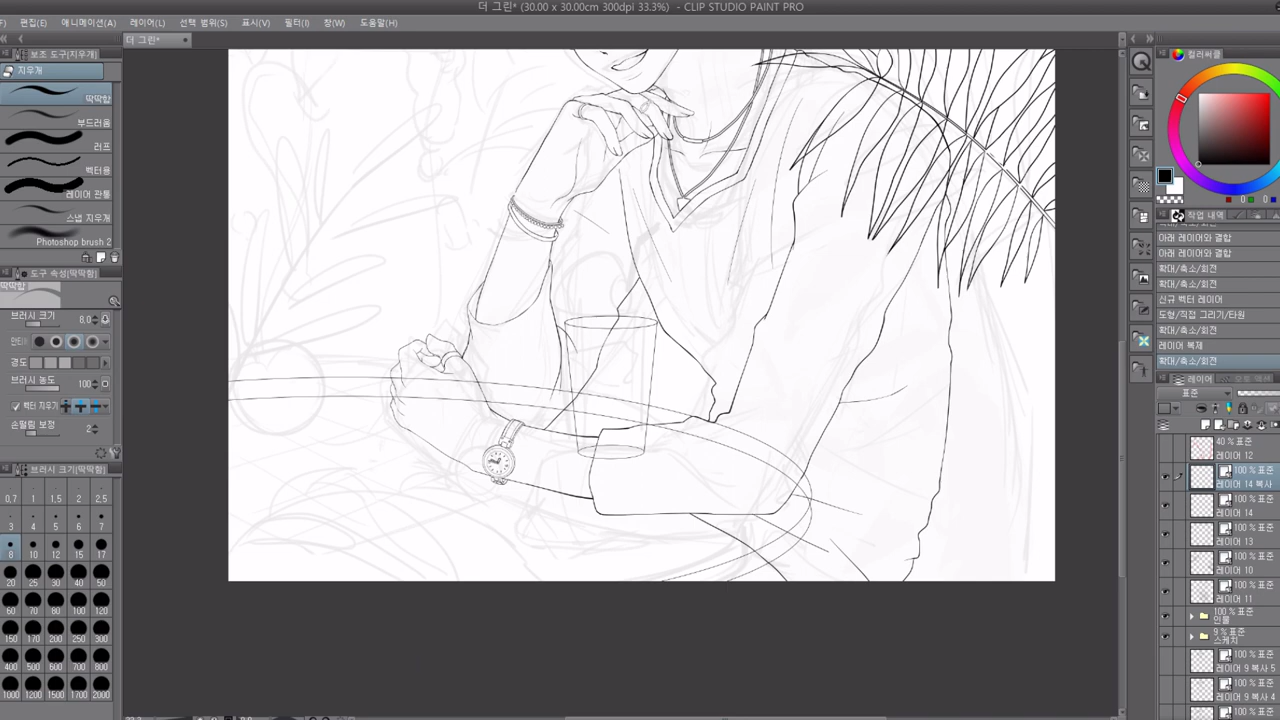 더 그린* (30.00 x 30.00cm 300dpi 33.3%) - CLIP STUDIO PAINT PRO
편집(E) 애니메이션(A) 레이어(L) 선택 범위(S) 표시(V) 필터(I) 창(W) 도움말(H)
더 그린*
보조 도구(지우개)
지우개
딱딱함
부드러움
러프
벡터용
레이어 관통
스냅 지우개
Photoshop brush 2
도구 속성(딱딱함)
딱딱함
브러시 크기 8.0
경도
브러시 농도 100
벡터 지우기
손떨림 보정 2
브러시 크기(딱딱함)
0.7 1 1.5 2 2.5
3 4 5 6 7
8 10 12 15 17
20 25 30 40 50
60 70 80 100 120
150 170 200 250 300
400 500 600 700 800
1000 1200 1500 1700 2000
컬러써클
0 0 0
작업 내역
아래 레이어와 결합
아래 레이어와 결합
확대/축소/회전
확대/축소/회전
신규 벡터 레이어
도형/직접 그리기/타원
확대/축소/회전
레이어 복제
확대/축소/회전
레이어
오토 액션
표준
40 % 표준
레이어 12
100 % 표준
레이어 14 복사
100 % 표준
레이어 14
100 % 표준
레이어 13
100 % 표준
레이어 10
100 % 표준
레이어 11
100 % 표준
인물
9 % 표준
스케치
100 % 표준
레이어 9 복사 5
100 % 표준
레이어 9 복사 4
100 % 표준